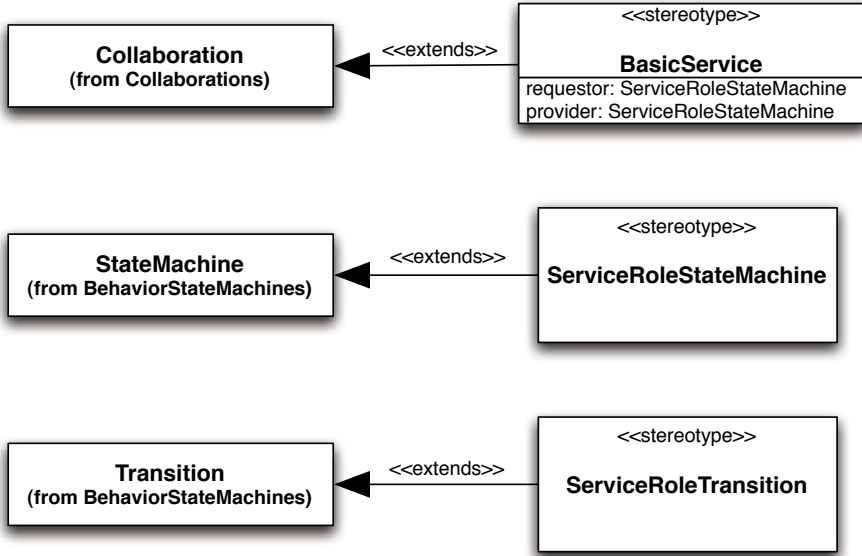 Collaboration
(from Collaborations)
<<extends>>
<<stereotype>>
BasicService
requestor: ServiceRoleStateMachine
provider: ServiceRoleStateMachine
StateMachine
(from BehaviorStateMachines)
<<extends>>
<<stereotype>>
ServiceRoleStateMachine
Transition
(from BehaviorStateMachines)
<<extends>>
<<stereotype>>
ServiceRoleTransition